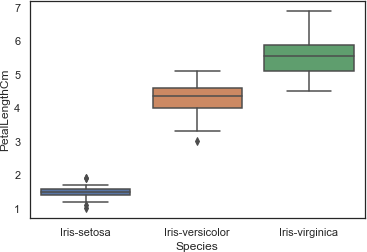 7
6
5
4
3
2
1
PetalLengthCm
Iris-setosa
Iris-versicolor
Iris-virginica
Species